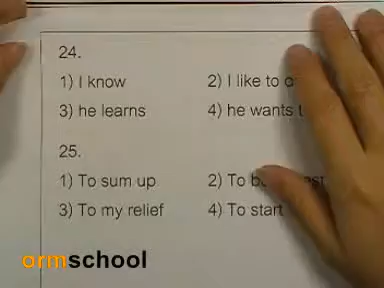 24.
1) I know 2) I like to
3) he learns 4) he wants
25.
1) To sum up 2) To
3) To my relief 4) To start
ormschool